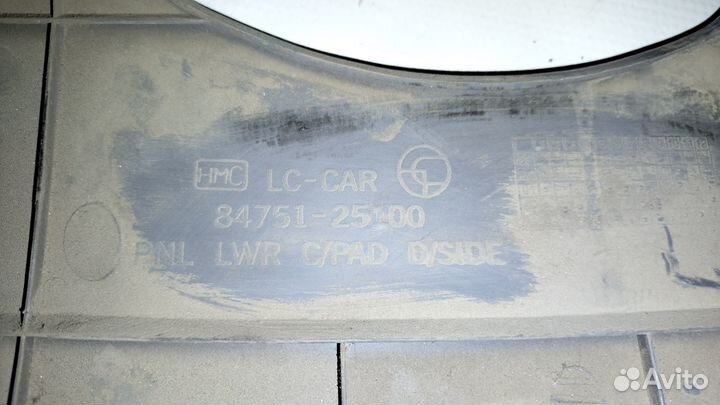 HMC LC-CAR
84751-25100
PNL LWR C/PAD D/SIDE
Avito